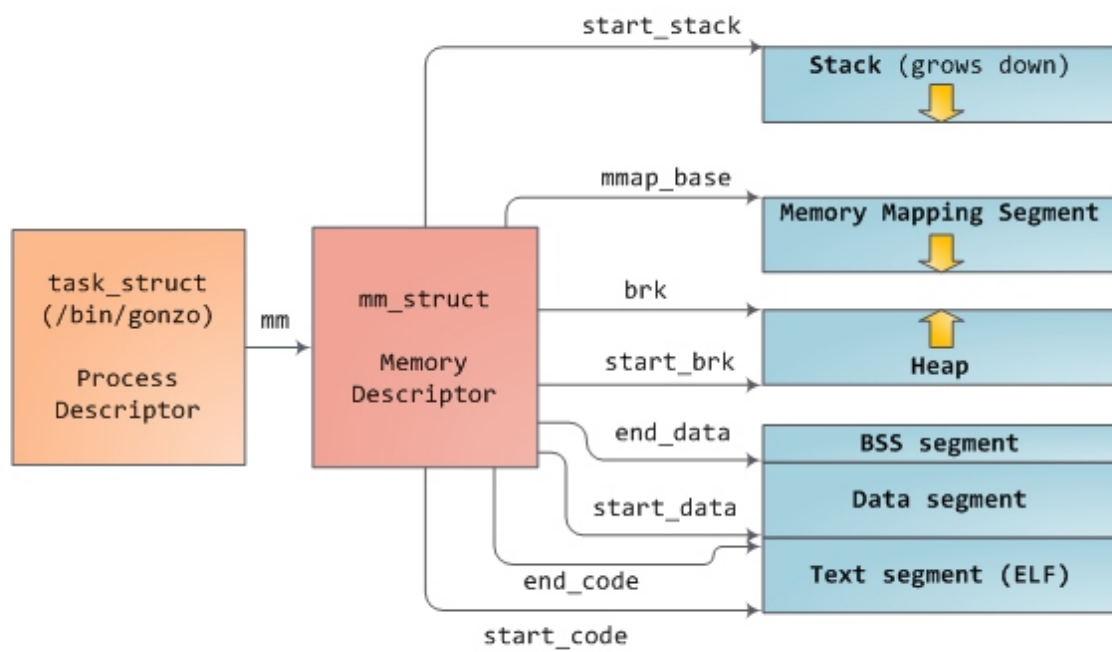 start_stack
Stack (grows down)
mmap_base
Memory Mapping Segment
task_struct
(/bin/gonzo)
Process
Descriptor
mm
mm_struct
Memory
Descriptor
brk
start_brk
Heap
end_data
BSS segment
start_data
Data segment
end_code
Text segment (ELF)
start_code